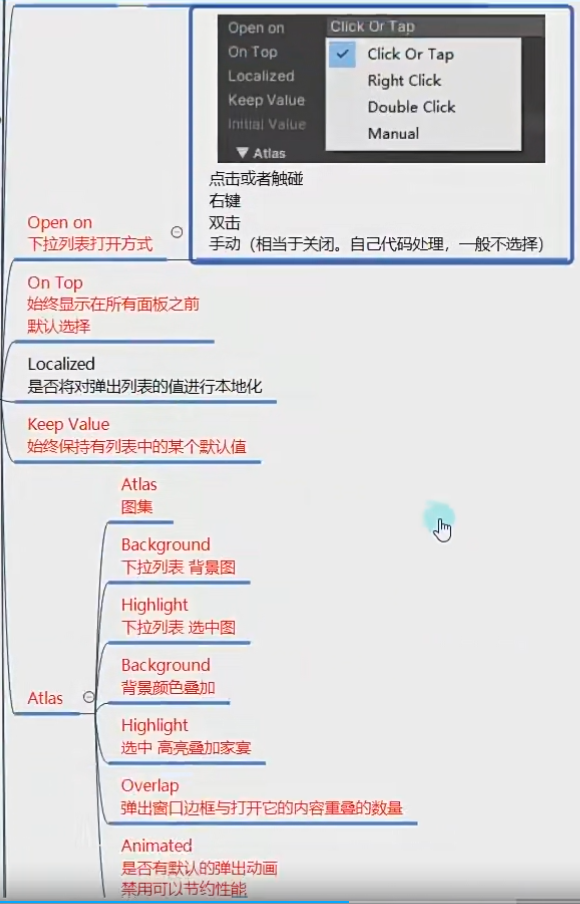 Open on
Click Or Tap
On Top
Click Or Tap
Localized
Right Click
Keep Value
Double Click
Initial Value
Manual
▼ Atlas
点击或者触碰
右键
双击
手动（相当于关闭。自己代码处理，一般不选择）
Open on
下拉列表打开方式
On Top
始终显示在所有面板之前
默认选择
Localized
是否将对弹出列表的值进行本地化
Keep Value
始终保持有列表中的某个默认值
Atlas
Atlas
图集
Background
下拉列表 背景图
Highlight
下拉列表 选中图
Background
背景颜色叠加
Highlight
选中 高亮叠加家宴
Overlap
弹出窗口边框与打开它的内容重叠的数量
Animated
是否有默认的弹出动画
禁用可以节约性能